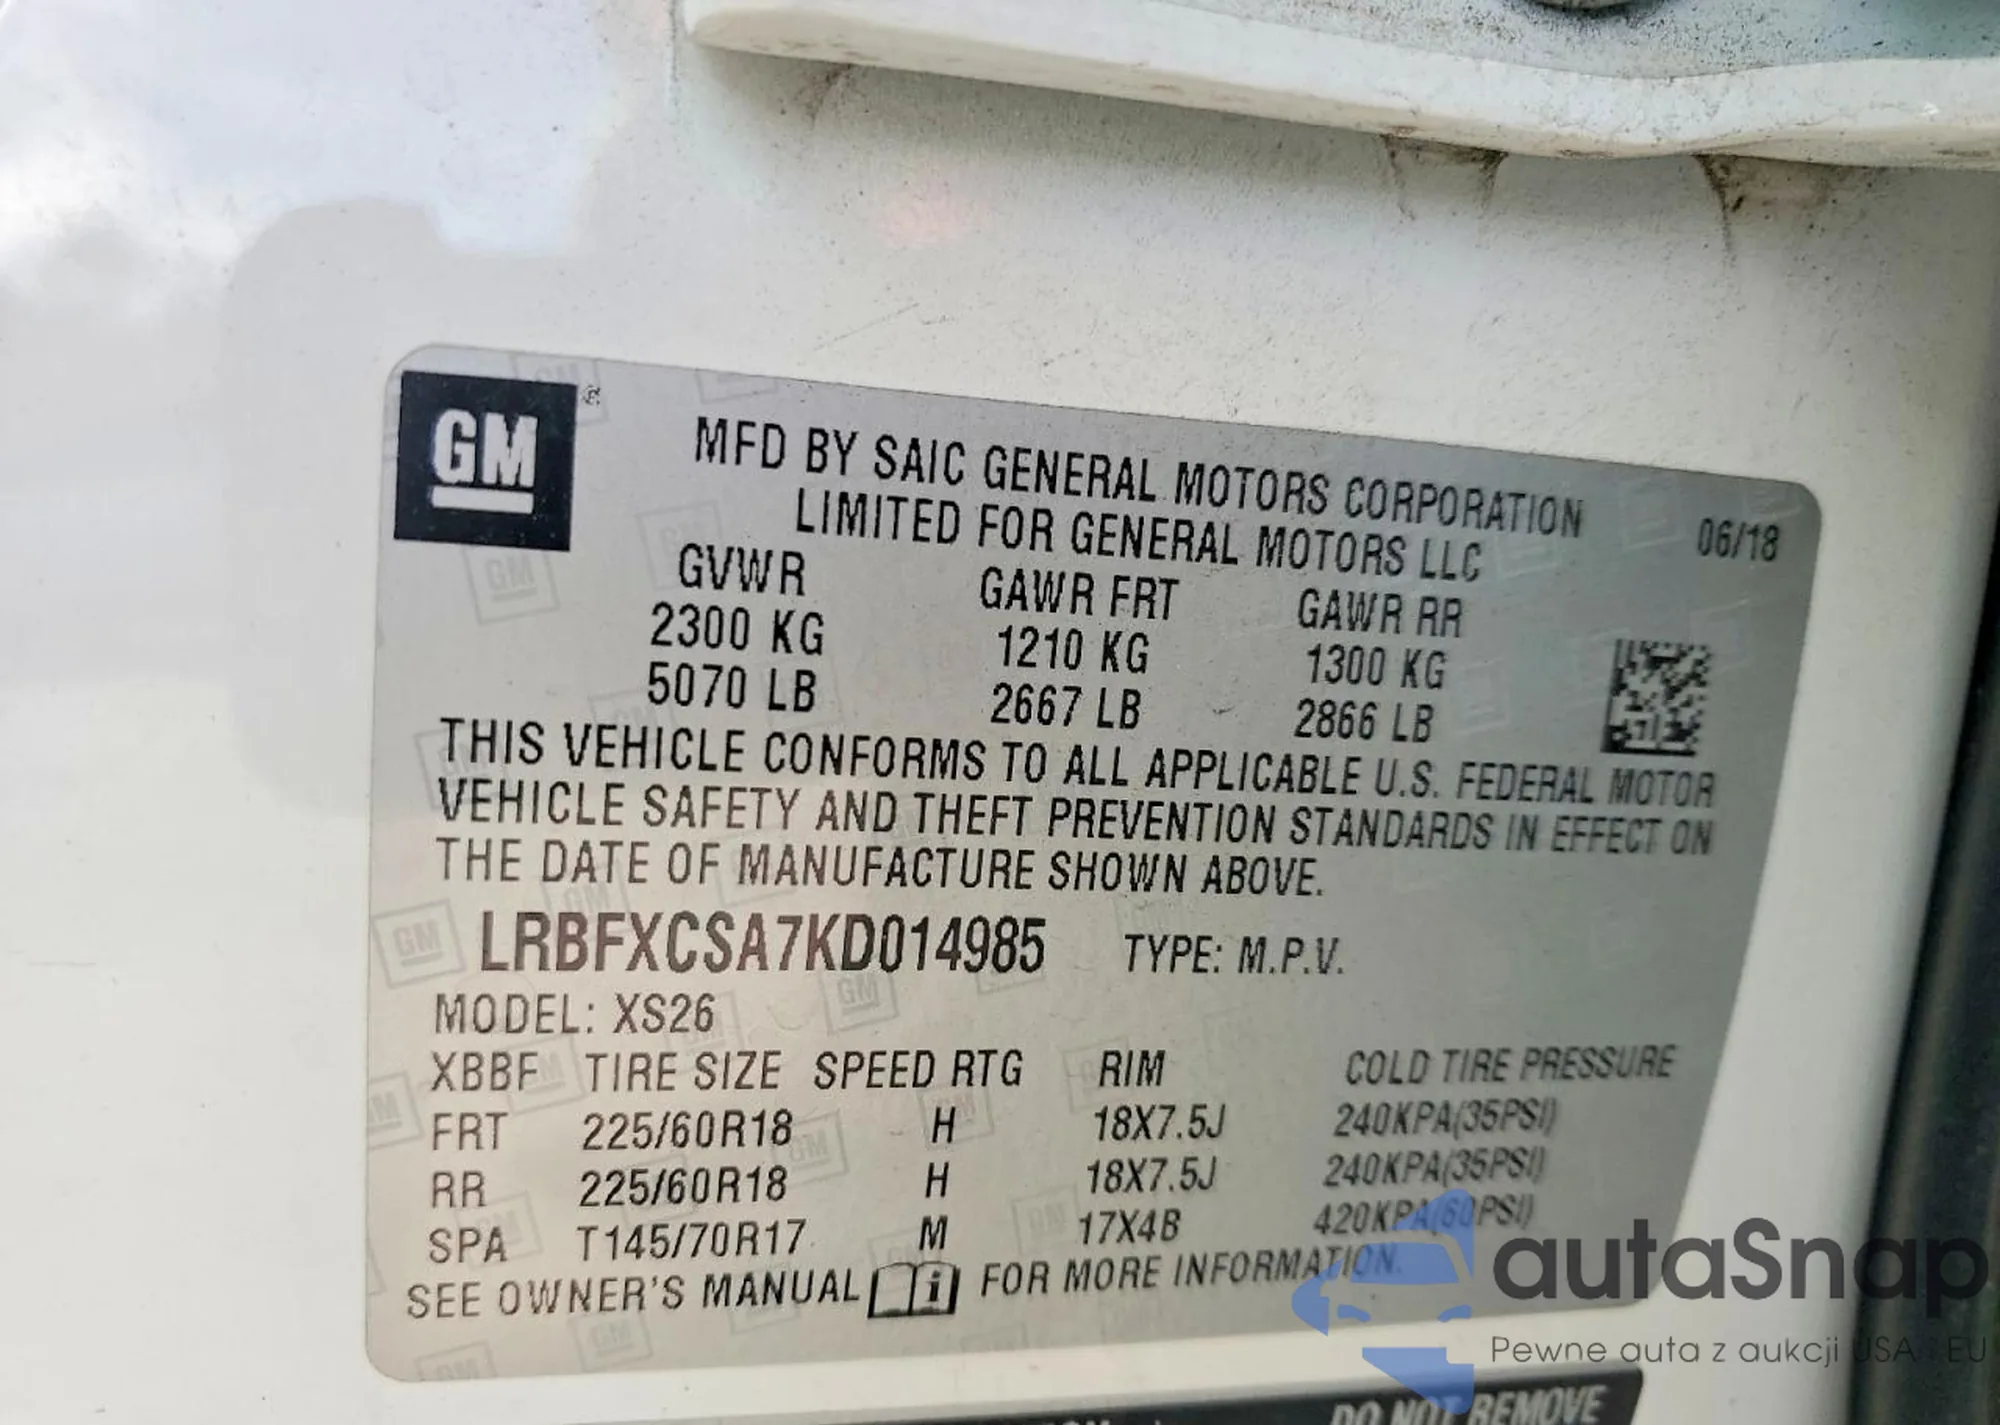 GM ®
MFD BY SAIC GENERAL MOTORS CORPORATION
LIMITED FOR GENERAL MOTORS LLC
06/18
GVWR GAWR FRT GAWR RR
2300 KG 1210 KG 1300 KG
5070 LB 2667 LB 2866 LB
THIS VEHICLE CONFORMS TO ALL APPLICABLE U.S. FEDERAL MOTOR
VEHICLE SAFETY AND THEFT PREVENTION STANDARDS IN EFFECT ON
THE DATE OF MANUFACTURE SHOWN ABOVE.
LRBFXCSA7KD014985 TYPE: M.P.V.
MODEL: XS26
XBBF TIRE SIZE SPEED RTG RIM COLD TIRE PRESSURE
FRT 225/60R18 H 18X7.5J 240KPA(35PSI)
RR 225/60R18 H 18X7.5J 240KPA(35PSI)
SPA T145/70R17 M 17X4B 420KPA(60PSI)
SEE OWNER'S MANUAL i FOR MORE INFORMATION.
autaSnap
Pewne auta z aukcji USA i EU
DO NOT REMOVE